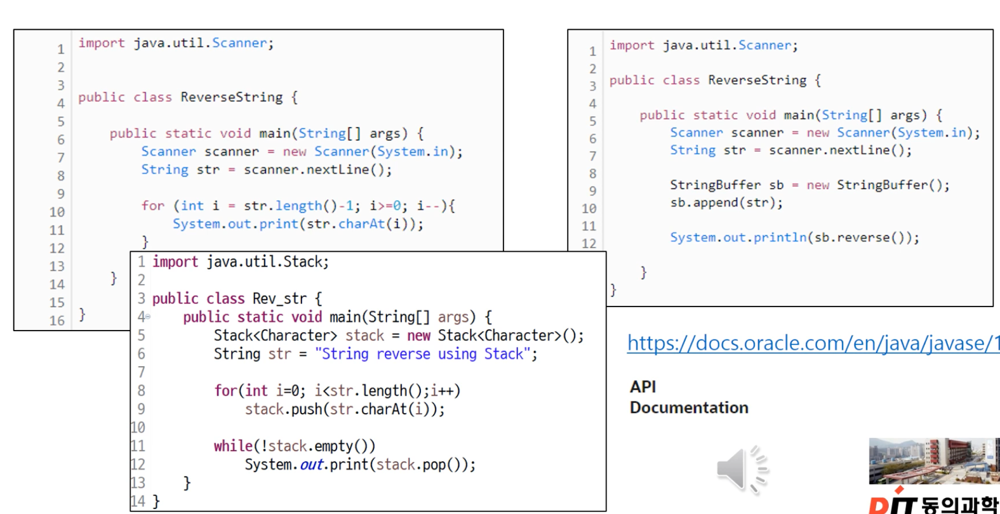 1 import java.util.Scanner;
2
3
4 public class ReverseString {
5
6 public static void main(String[] args) {
7 Scanner scanner = new Scanner(System.in);
8 String str = scanner.nextLine();
9
10 for (int i = str.length()-1; i>=0; i--){
11 System.out.print(str.charAt(i));
12 }
13
14 }
15
16 }
1 import java.util.Scanner;
2
3 public class ReverseString {
4
5 public static void main(String[] args) {
6 Scanner scanner = new Scanner(System.in);
7 String str = scanner.nextLine();
8
9 StringBuffer sb = new StringBuffer();
10 sb.append(str);
11
12 System.out.println(sb.reverse());
}
}
1 import java.util.Stack;
2
3 public class Rev_str {
4 public static void main(String[] args) {
5 Stack<Character> stack = new Stack<Character>();
6 String str = "String reverse using Stack";
7
8 for(int i=0; i<str.length();i++)
9 stack.push(str.charAt(i));
10
11 while(!stack.empty())
12 System.out.print(stack.pop());
13 }
14 }
https://docs.oracle.com/en/java/javase/1
API
Documentation
DIT 동의과학